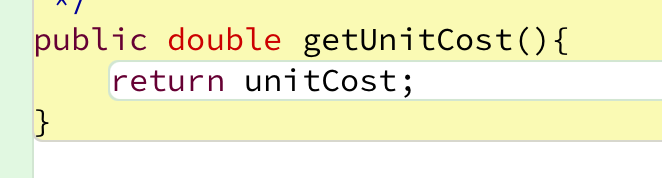 */
public double getUnitCost(){
return unitCost;
}